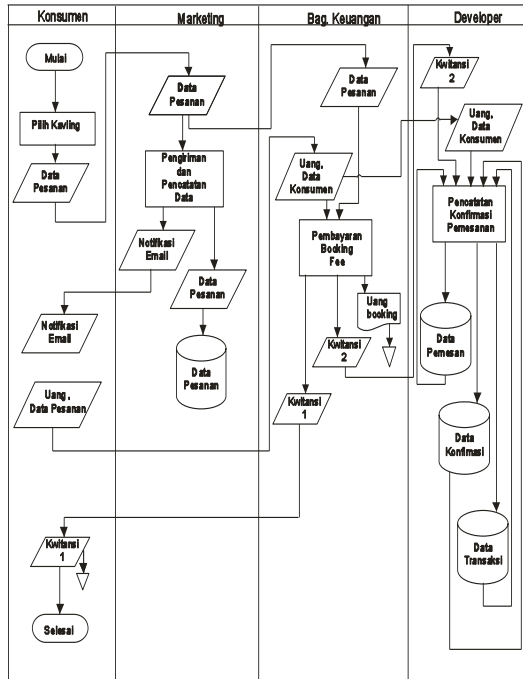 Konsumen
Marketing
Bag. Keuangan
Developer
Mulai
Pilih Kavling
Data
Pesanan
Notifikasi
Email
Uang,
Data Pesanan
Kwitansi
1
Selesai
Data
Pesanan
Pengiriman
dan
Pencatatan
Data
Notifikasi
Email
Data
Pesanan
Data
Pesanan
Data
Pesanan
Uang,
Data
Konsumen
Pembayaran
Booking
Fee
Uang
booking
Kwitansi
2
Kwitansi
1
Kwitansi
2
Uang,
Data
Konsumen
Pencatatan
Konfirmasi
Pemesanan
Data
Pemesan
Data
Konfimasi
Data
Transaksi